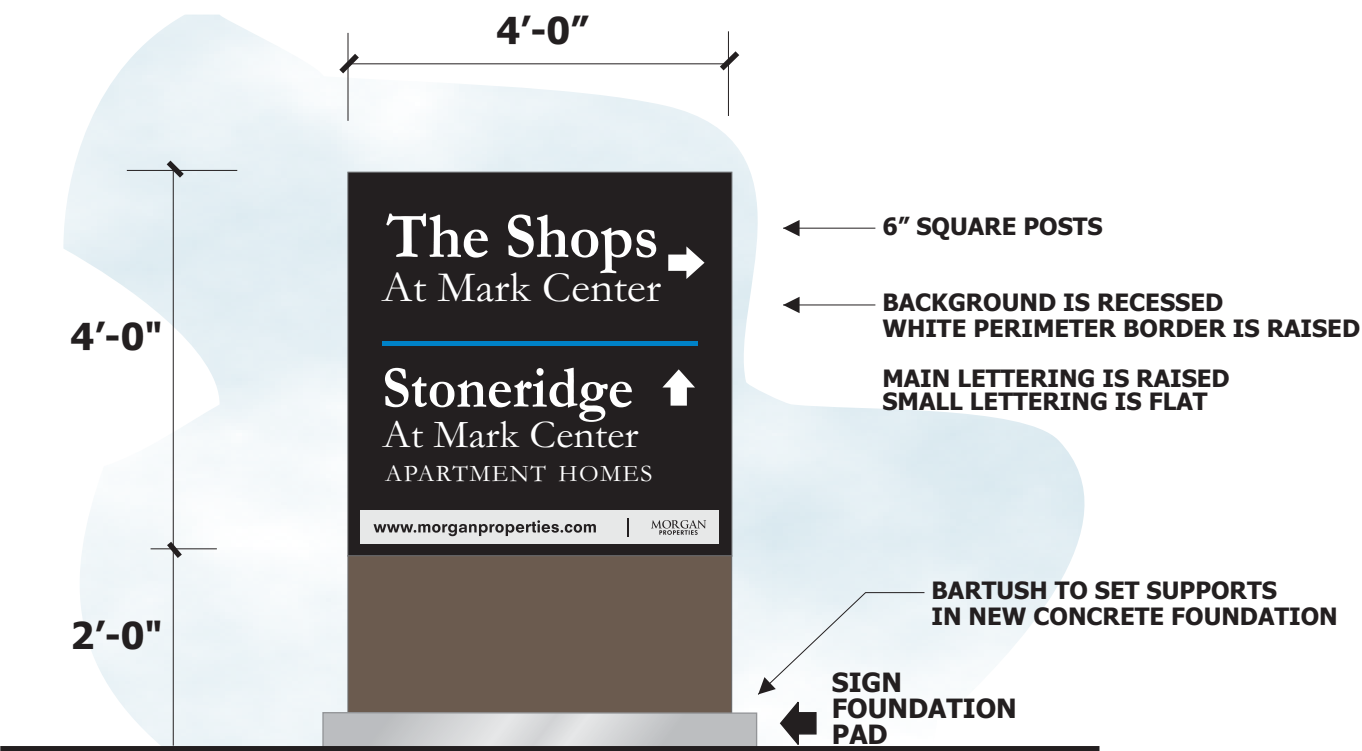 4’-0”
The Shops
At Mark Center
Stoneridge
At Mark Center
APARTMENT HOMES
www.morganproperties.com | MORGAN
PROPERTIES
4’-0"
2’-0"
6” SQUARE POSTS
BACKGROUND IS RECESSED
WHITE PERIMETER BORDER IS RAISED
MAIN LETTERING IS RAISED
SMALL LETTERING IS FLAT
BARTUSH TO SET SUPPORTS
IN NEW CONCRETE FOUNDATION
SIGN
FOUNDATION
PAD